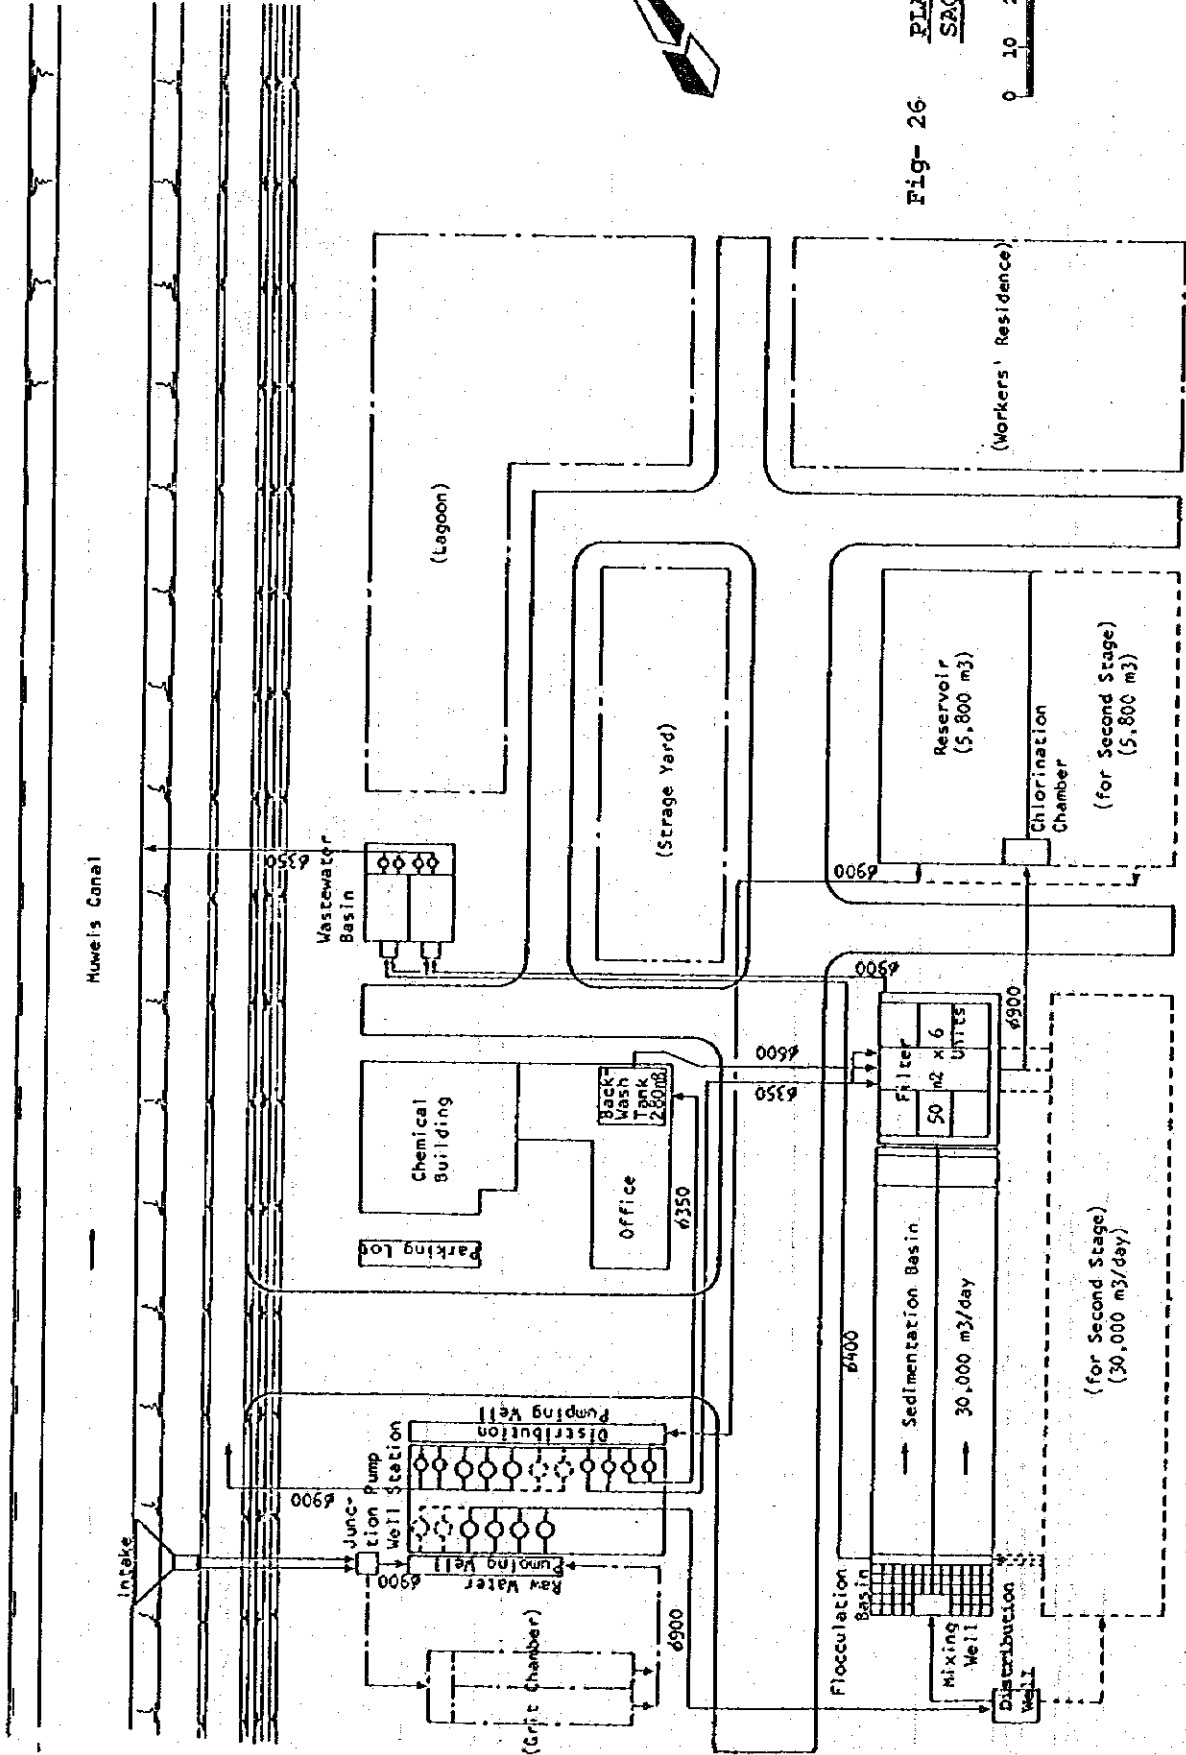 Muweis Canal
Intake
ø900
Junc-
tion Pump
Well Station
ø900
Raw Water
Pumping Well
Distribution
Pumping Well
(Grit Chamber)
ø900
Parking Lot
Chemical
Building
Office
Back-
Wash
Tank
280m3
ø350
ø600
ø350
Wastewater
Basin
ø350
(Lagoon)
(Strage Yard)
Flocculation
Basin
Mixing
Well
Distribution
Well
ø400
Sedimentation Basin
30,000 m3/day
(for Second Stage)
(30,000 m3/day)
Filter
50 m2 x 6
Units
ø900
ø900
Reservoir
(5,800 m3)
Chlorination
Chamber
(for Second Stage)
(5,800 m3)
(Workers' Residence)
Fig- 26
0 10